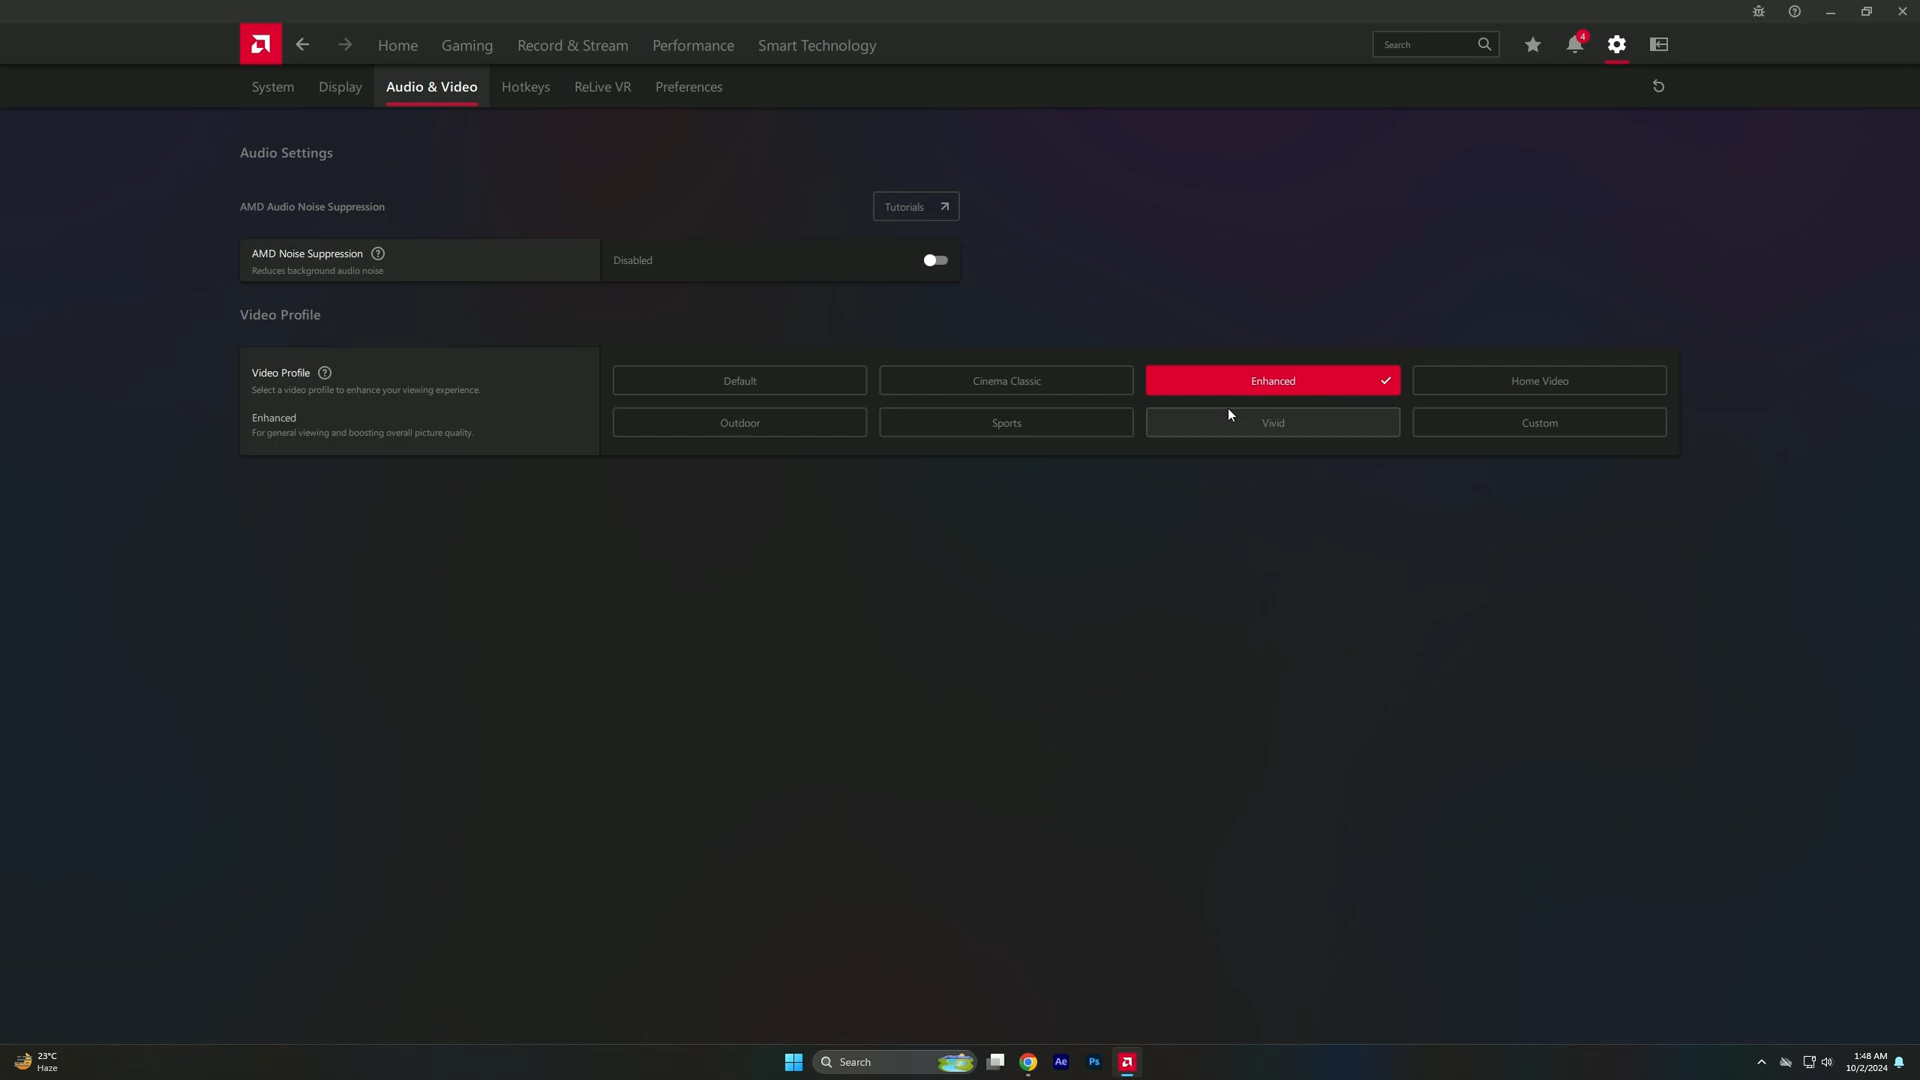 Home Gaming Record & Stream Performance Smart Technology Search 4
System Display Audio & Video Hotkeys ReLive VR Preferences
Audio Settings
AMD Audio Noise Suppression Tutorials
AMD Noise Suppression ? Disabled
Reduces background audio noise
Video Profile
Video Profile ? Default Cinema Classic Enhanced Home Video
Select a video profile to enhance your viewing experience.
Enhanced Outdoor Sports Vivid Custom
For general viewing and boosting overall picture quality.
23°C Search Ae Ps 1:48 AM
Haze 10/2/2024